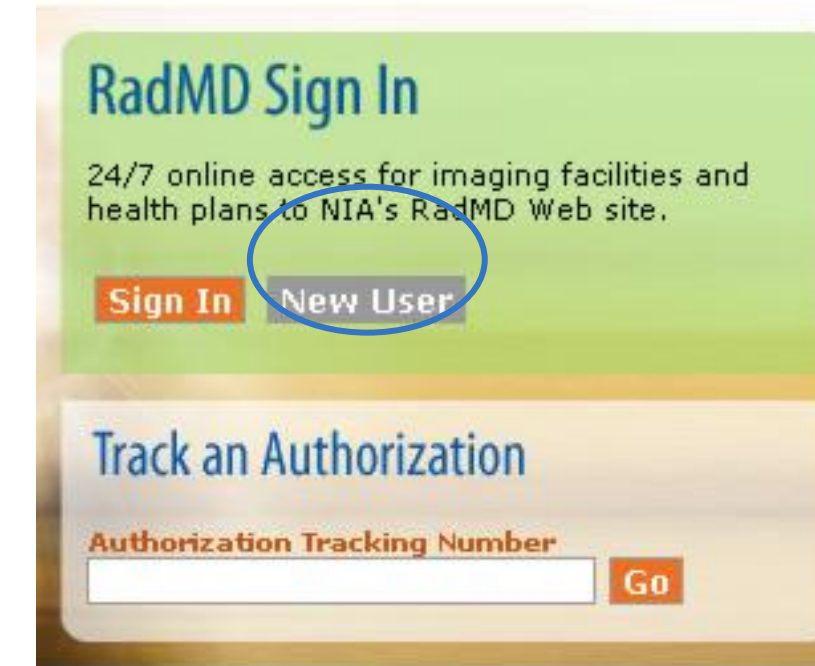 RadMD Sign In
24/7 online access for imaging facilities and
health plans to NIA's RadMD Web site.
Sign In New User
Track an Authorization
Authorization Tracking Number
Go